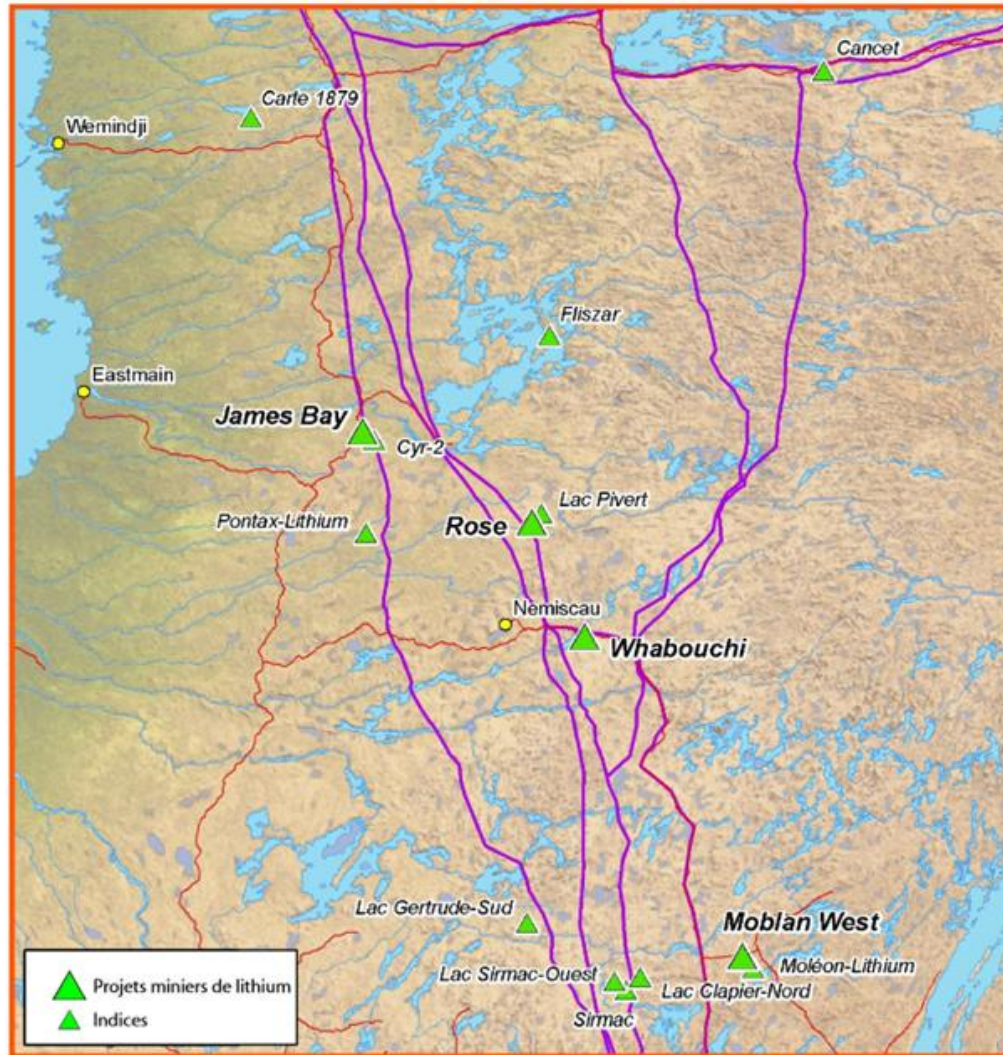 Cancet
Carle 1879
Wemindji
Fliszar
Eastmain
James Bay
Cyr-2
Lac Pivert
Pontax-Lithium
Rose
Nemiscau
Whabouchi
Lac Gertrude-Sud
Moblan West
Lac Sirmac-Ouest
Moléon-Lithium
Lac Clapier-Nord
Sirmac
Projets miniers de lithium
Indices